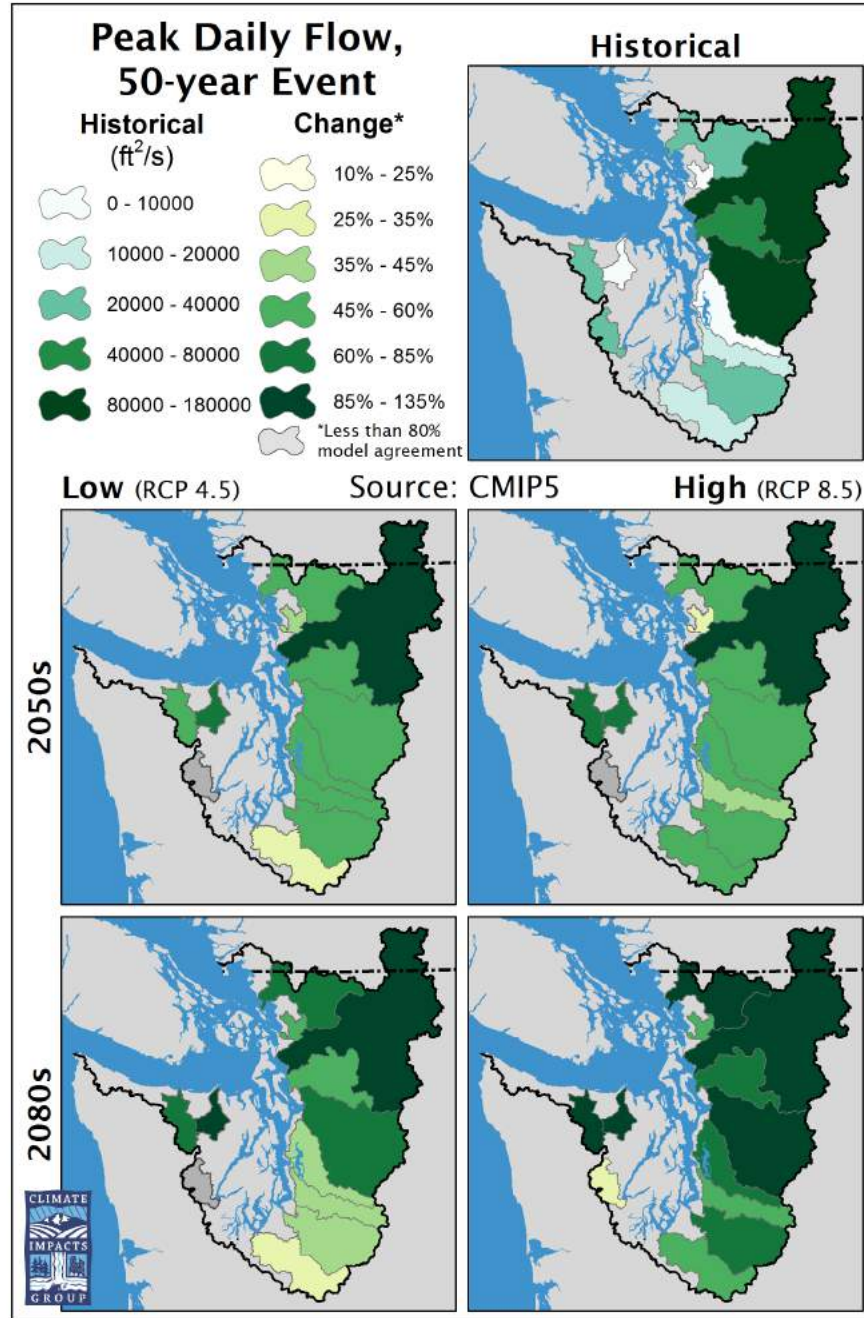 Peak Daily Flow,
50-year Event
Historical
(ft²/s)
0 - 10000
10000 - 20000
20000 - 40000
40000 - 80000
80000 - 180000
Change*
10% - 25%
25% - 35%
35% - 45%
45% - 60%
60% - 85%
85% - 135%
*Less than 80%
model agreement
Historical
Low (RCP 4.5) Source: CMIP5 High (RCP 8.5)
2050s
2080s
CLIMATE
IMPACTS
GROUP